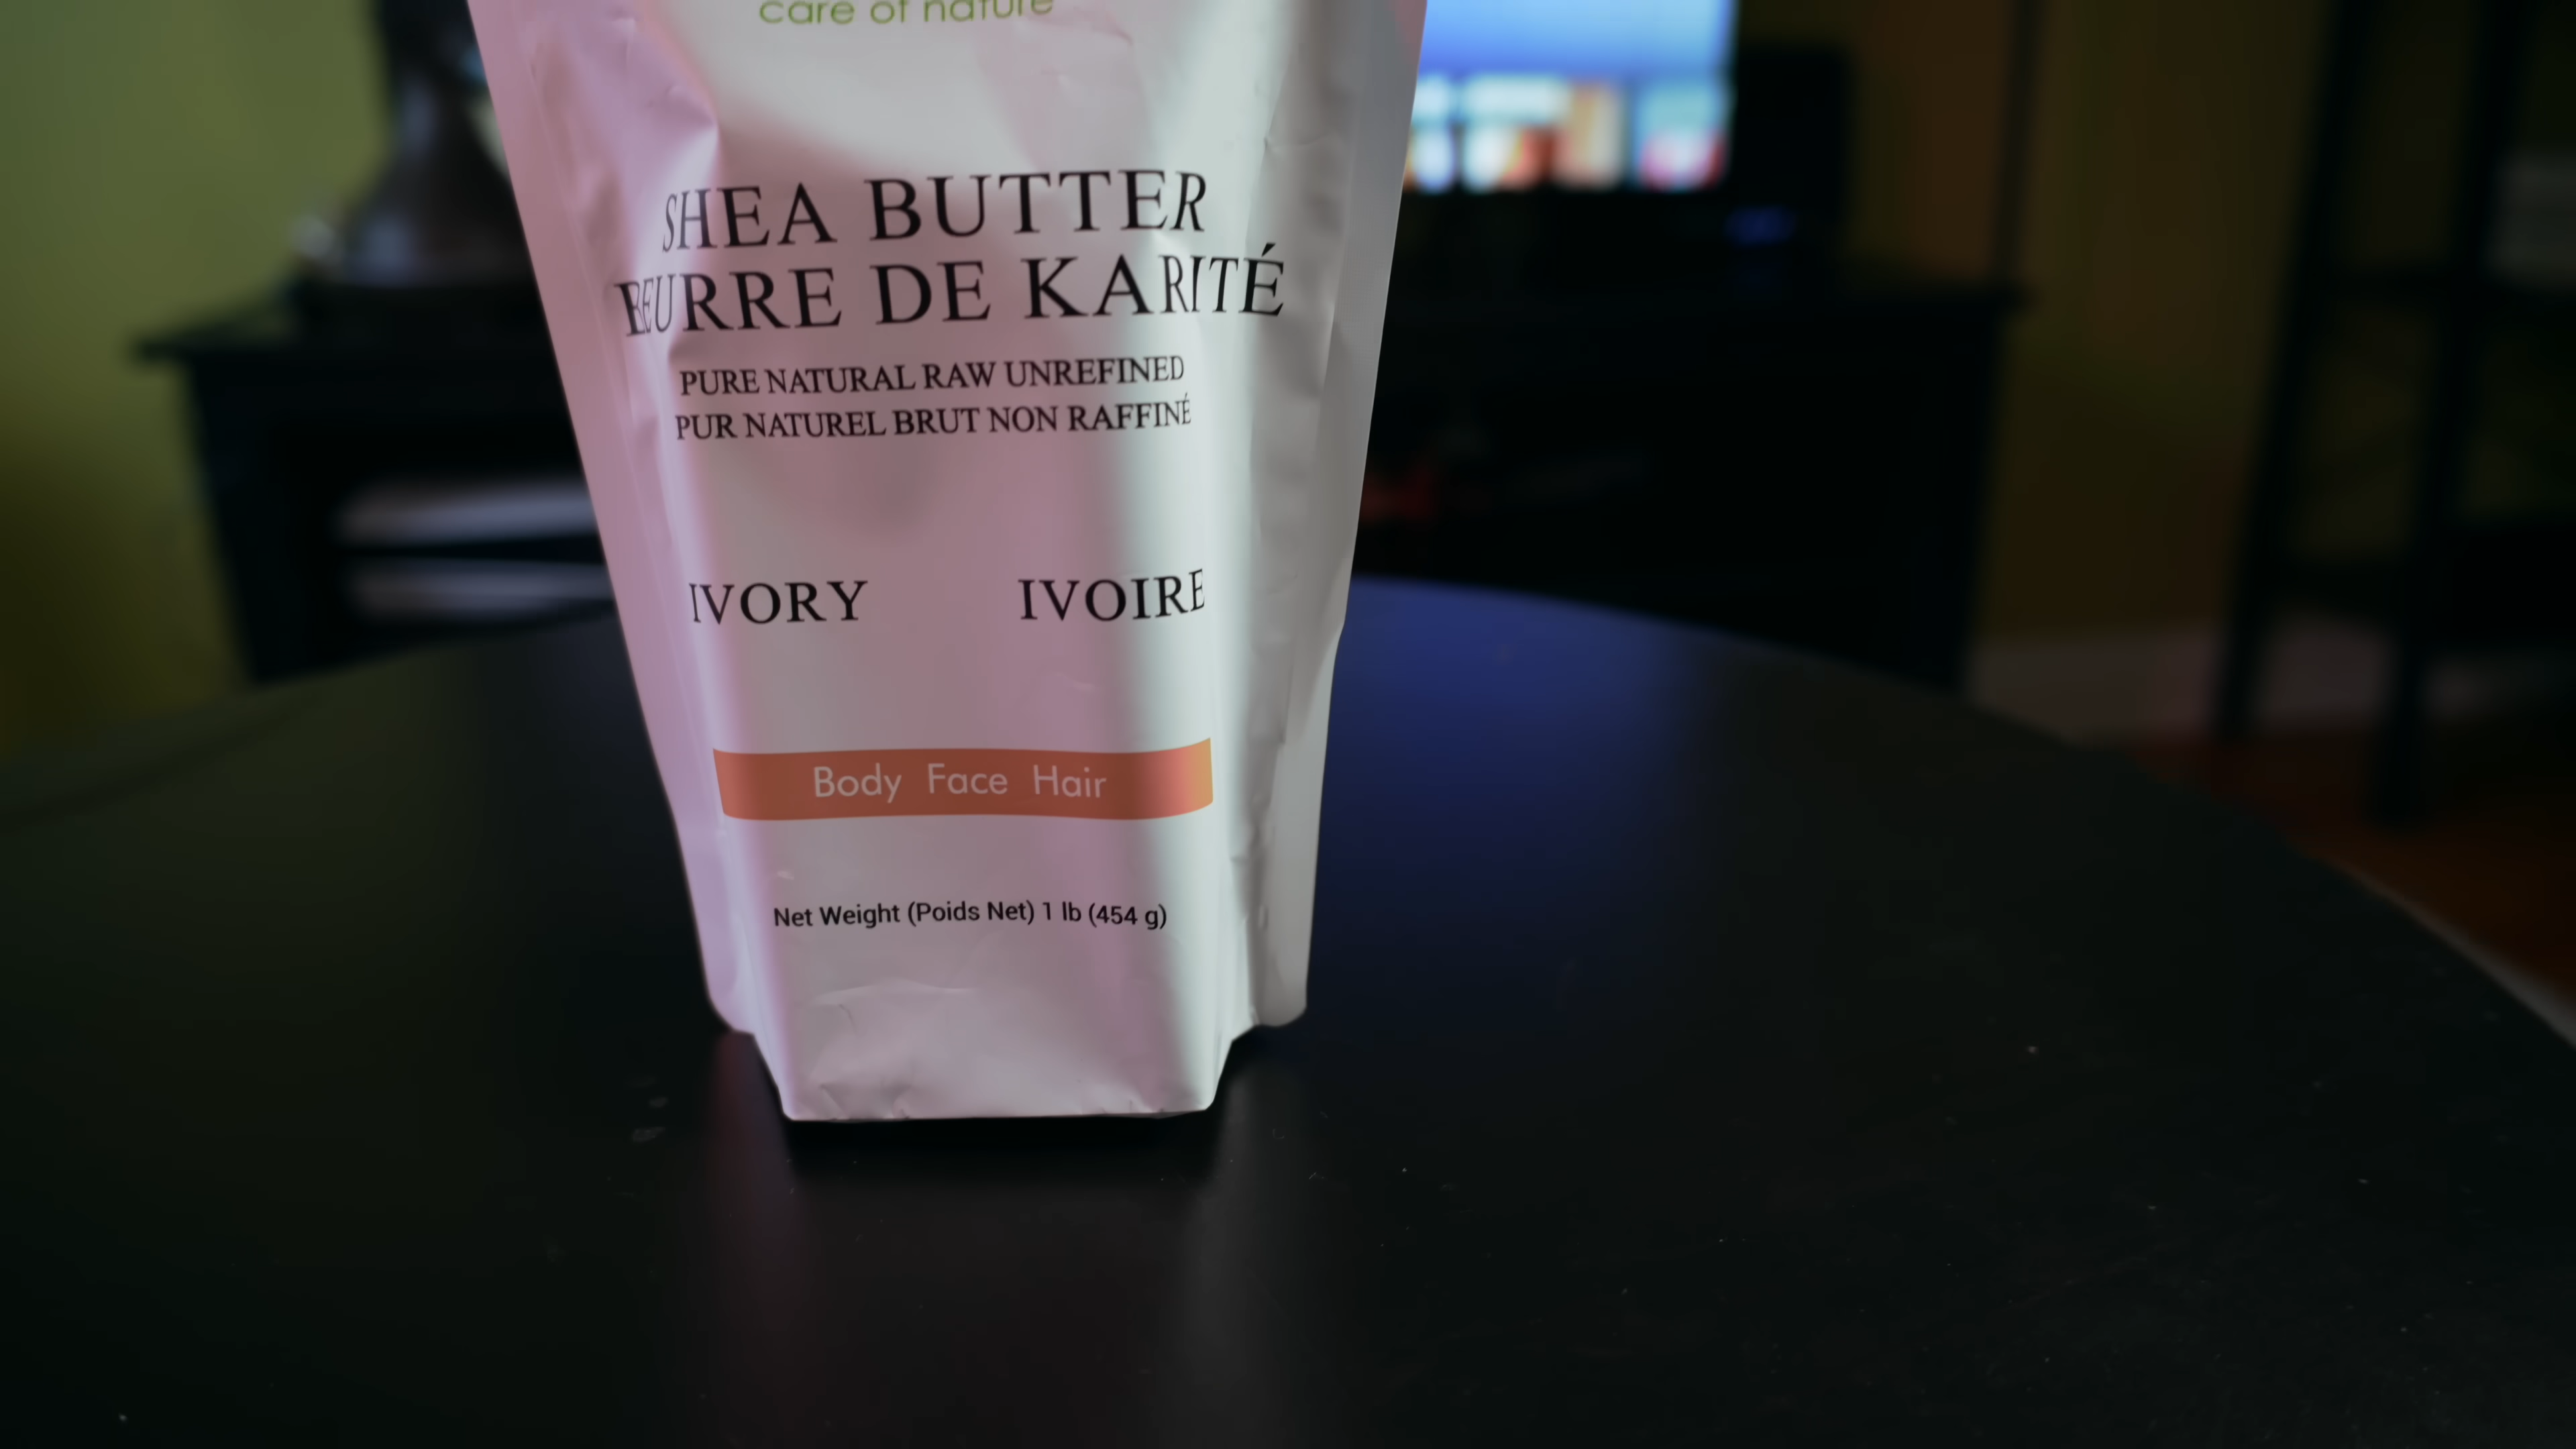 care of nature
SHEA BUTTER
BEURRE DE KARITÉ
PURE NATURAL RAW UNREFINED
PUR NATUREL BRUT NON RAFFINÉ
IVORY IVOIRE
Body Face Hair
Net Weight (Poids Net) 1 lb (454 g)